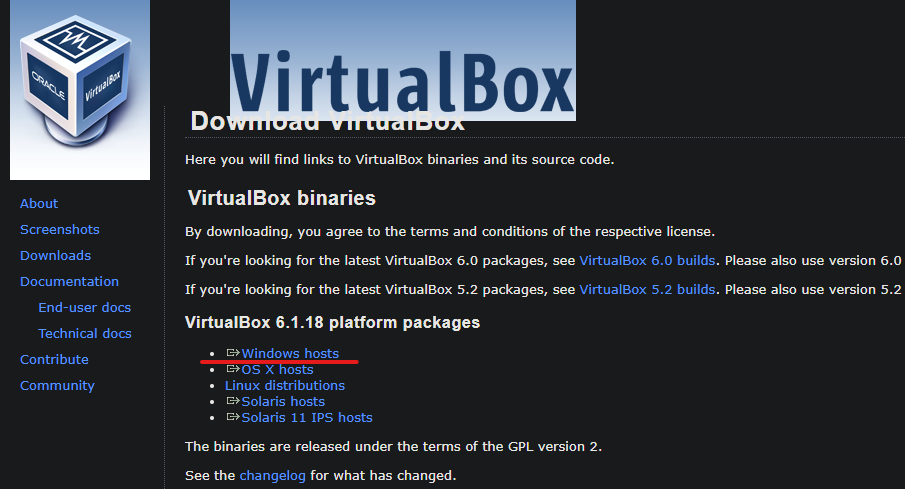 ORACLE
VirtualBox
VirtualBox
Download VirtualBox
About
Screenshots
Downloads
Documentation
End-user docs
Technical docs
Contribute
Community
Here you will find links to VirtualBox binaries and its source code.
VirtualBox binaries
By downloading, you agree to the terms and conditions of the respective license.
If you're looking for the latest VirtualBox 6.0 packages, see VirtualBox 6.0 builds. Please also use version 6.0
If you're looking for the latest VirtualBox 5.2 packages, see VirtualBox 5.2 builds. Please also use version 5.2
VirtualBox 6.1.18 platform packages
Windows hosts
OS X hosts
Linux distributions
Solaris hosts
Solaris 11 IPS hosts
The binaries are released under the terms of the GPL version 2.
See the changelog for what has changed.